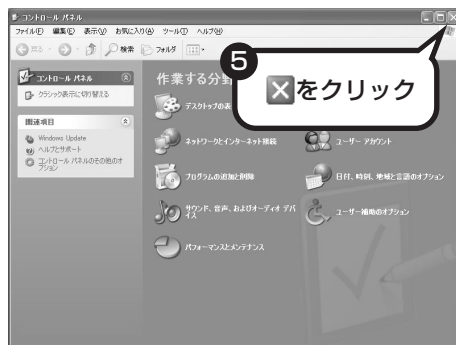 コントロール パネル
ファイル(F) 編集(E) 表示(V) お気に入り(A) ツール(T) ヘルプ(H)
戻る 検索 フォルダ
コントロール パネル
クラシック表示に切り替える
関連項目
Windows Update
ヘルプとサポート
コントロール パネルのその他のオプション
作業する分
デスクトップの表
ネットワークとインターネット接続
ユーザー アカウント
プログラムの追加と削除
日付、時刻、地域と言語のオプション
サウンド、音声、およびオーディオ デバ
イス
ユーザー補助のオプション
パフォーマンスとメンテナンス
5
をクリック